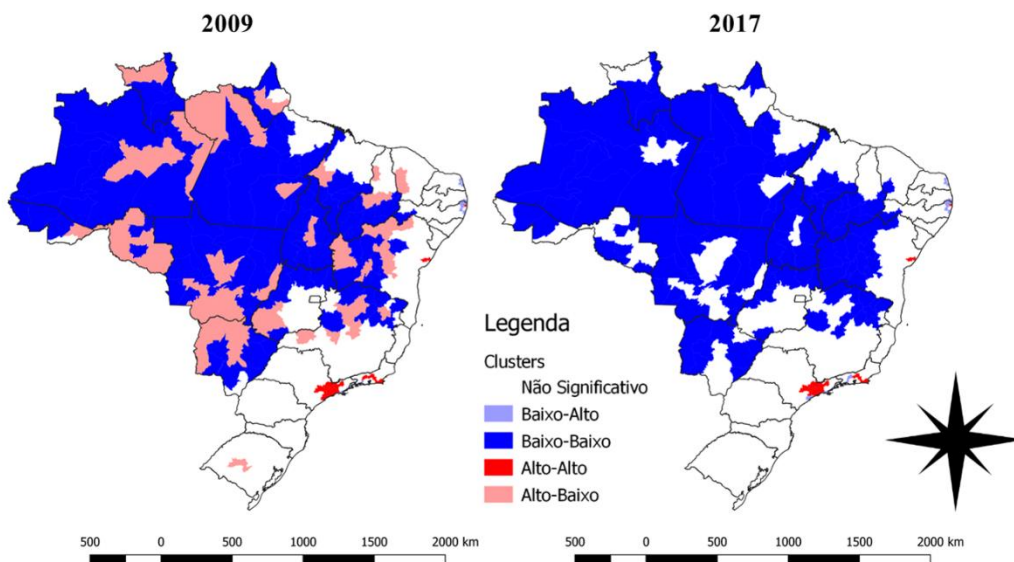 2009
2017
Legenda
Clusters
Não Significativo
Baixo-Alto
Baixo-Baixo
Alto-Alto
Alto-Baixo
500 0 500 1000 1500 2000 km
500 0 500 1000 1500 2000 km